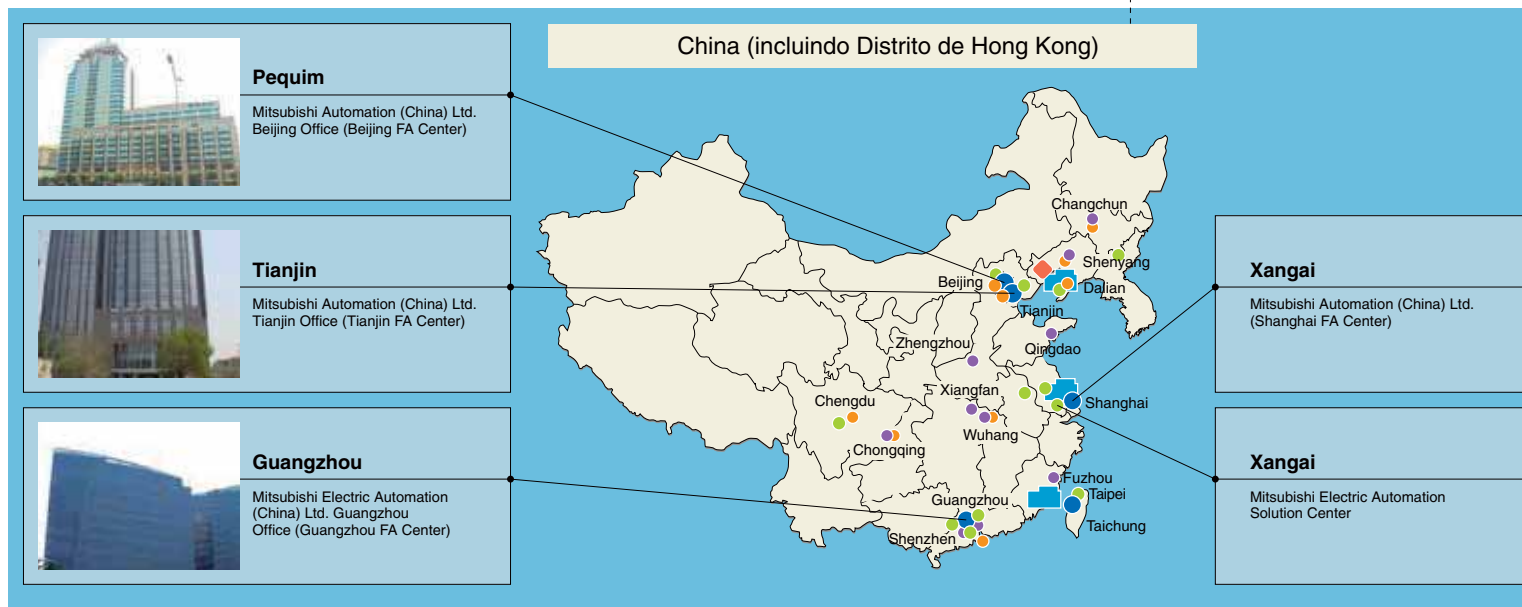 China (incluindo Distrito de Hong Kong)
Pequim
Mitsubishi Automation (China) Ltd.
Beijing Office (Beijing FA Center)
Tianjin
Mitsubishi Automation (China) Ltd.
Tianjin Office (Tianjin FA Center)
Guangzhou
Mitsubishi Electric Automation
(China) Ltd. Guangzhou
Office (Guangzhou FA Center)
Changchun
Shenyang
Beijing
Dalian
Tianjin
Zhengzhou
Qingdao
Xiangfan
Chengdu
Shanghai
Wuhang
Chongqing
Fuzhou
Guangzhou
Taipei
Taichung
Shenzhen
Xangai
Mitsubishi Automation (China) Ltd.
(Shanghai FA Center)
Xangai
Mitsubishi Electric Automation
Solution Center